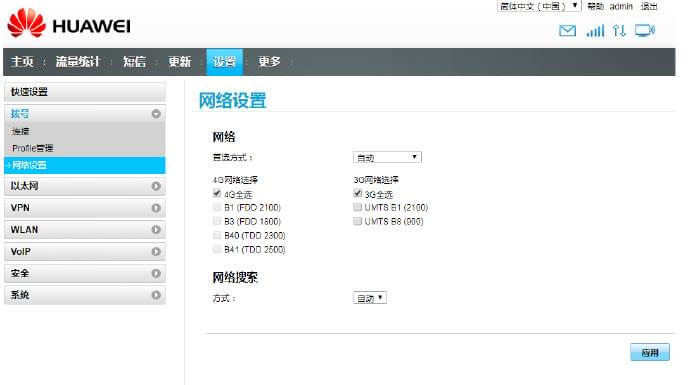 简体中文（中国） 帮助 admin 退出
HUAWEI
主页 : 流量统计 : 短信 : 更新 : 设置 : 更多 :
快速设置
拨号
连接
Profile管理
网络设置
以太网
VPN
WLAN
VoIP
安全
系统
网络设置
网络
首选方式： 自动
4G网络选择 3G网络选择
4G全选 3G全选
B1 (FDD 2100) UMTS B1 (2100)
B3 (FDD 1800) UMTS B8 (900)
B40 (TDD 2300)
B41 (TDD 2500)
网络搜索
方式： 自动
应用